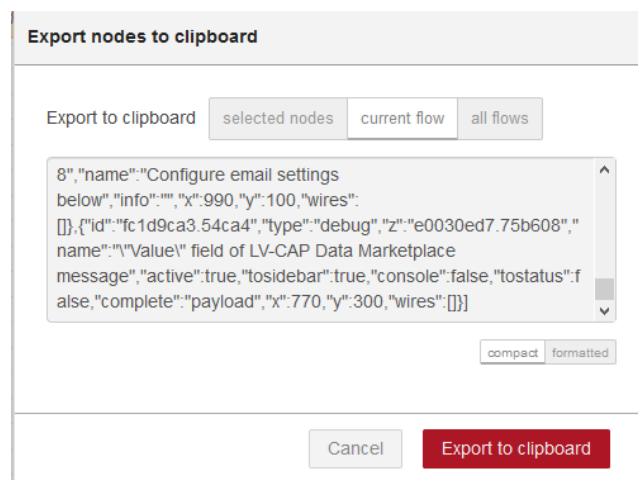 Export nodes to clipboard
Export to clipboard selected nodes current flow all flows
8","name":"Configure email settings
below","info":"","x":990,"y":100,"wires":
[]},{"id":"fc1d9ca3.54ca4","type":"debug","z":"e0030ed7.75b608","
name":"\"Value\" field of LV-CAP Data Marketplace
message","active":true,"tosidebar":true,"console":false,"tostatus":f
alse,"complete":"payload","x":770,"y":300,"wires":[]}]
compact formatted
Cancel Export to clipboard